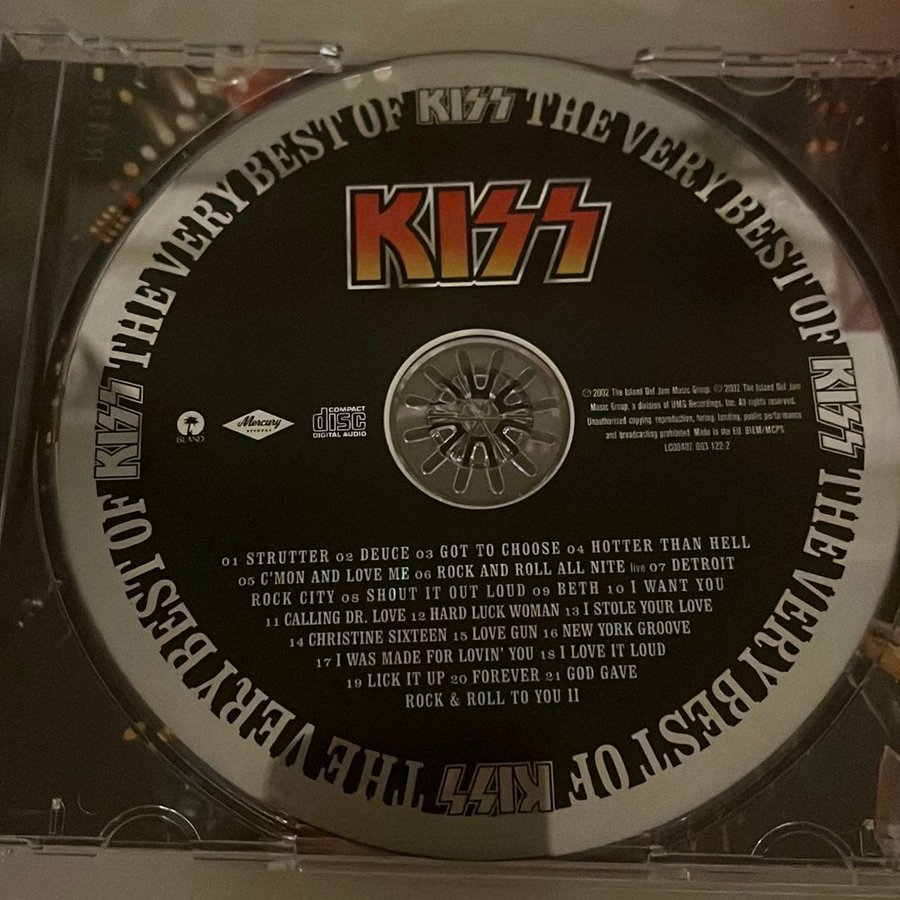 KISS THE VERY BEST OF KISS THE VERY BEST OF KISS THE VERY BEST OF KISS THE VERY BEST OF
KISS
℗ 2002 The Island Def Jam Music Group. © 2002 The Island Def Jam
Music Group, a division of UMG Recordings, Inc. All rights reserved.
Unauthorised copying, reproduction, hiring, lending, public performance
and broadcasting prohibited. Made in the EU. BIEM/MCPS
LC00407. 063 122-2
ISLAND
Mercury
RECORDS
COMPACT
disc
DIGITAL AUDIO
01 STRUTTER 02 DEUCE 03 GOT TO CHOOSE 04 HOTTER THAN HELL
05 C'MON AND LOVE ME 06 ROCK AND ROLL ALL NITE live 07 DETROIT
ROCK CITY 08 SHOUT IT OUT LOUD 09 BETH 10 I WANT YOU
11 CALLING DR. LOVE 12 HARD LUCK WOMAN 13 I STOLE YOUR LOVE
14 CHRISTINE SIXTEEN 15 LOVE GUN 16 NEW YORK GROOVE
17 I WAS MADE FOR LOVIN' YOU 18 I LOVE IT LOUD
19 LICK IT UP 20 FOREVER 21 GOD GAVE
ROCK & ROLL TO YOU II